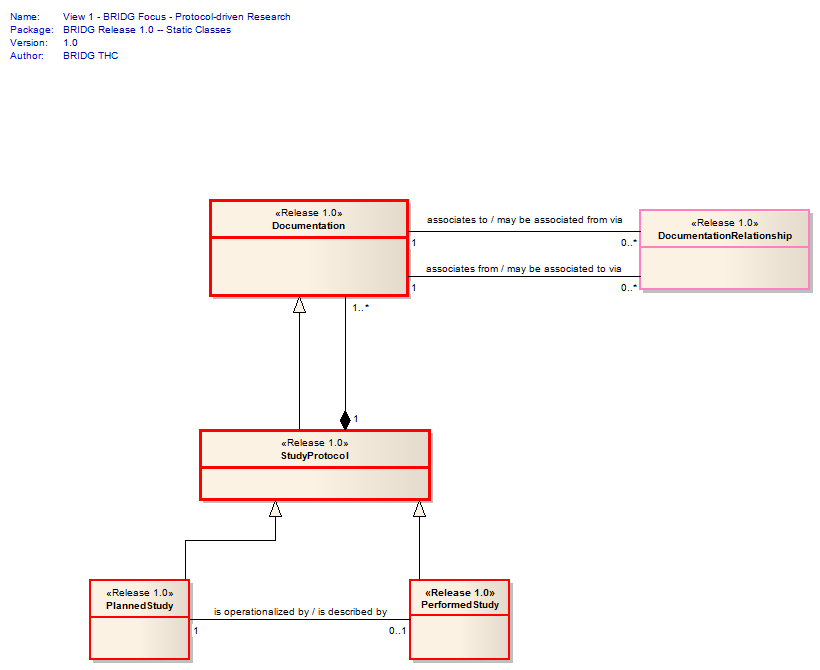 Name: View 1 - BRIDG Focus - Protocol-driven Research
Package: BRIDG Release 1.0 -- Static Classes
Version: 1.0
Author: BRIDG THC
«Release 1.0»
Documentation
associates to / may be associated from via
1
0..*
associates from / may be associated to via
1
0..*
«Release 1.0»
DocumentationRelationship
1..*
1
«Release 1.0»
StudyProtocol
«Release 1.0»
PlannedStudy
is operationalized by / is described by
1
0..1
«Release 1.0»
PerformedStudy